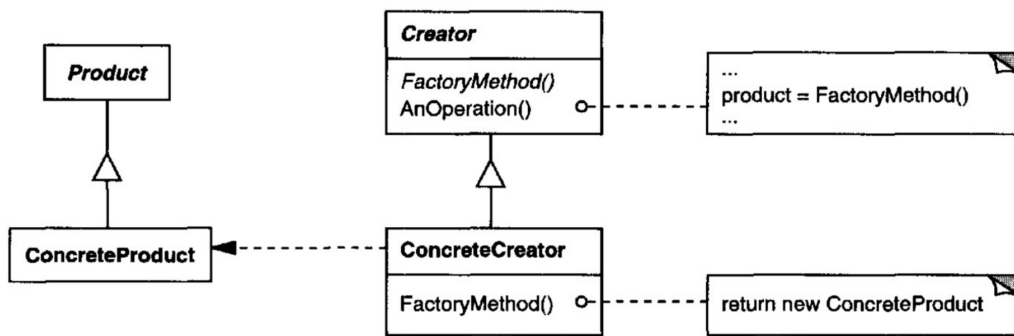 Product
Creator
FactoryMethod()
AnOperation()
...
product = FactoryMethod()
...
ConcreteProduct
ConcreteCreator
FactoryMethod()
return new ConcreteProduct